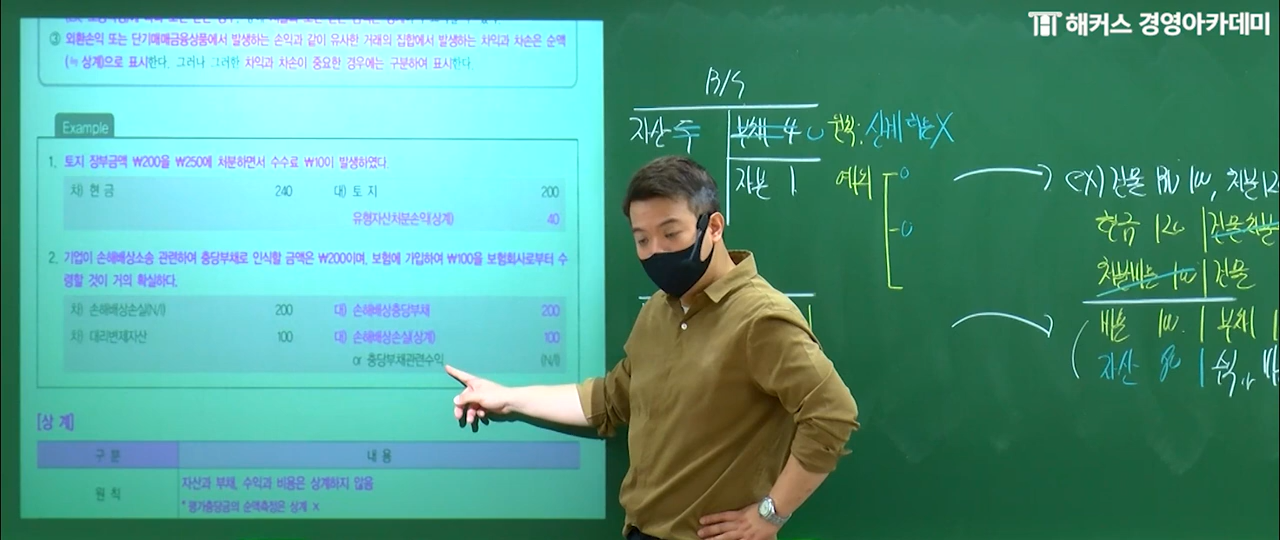 해커스 경영아카데미
③ 외환손익 또는 단기매매금융상품에서 발생하는 손익과 같이 유사한 거래의 집합에서 발생하는 차익과 차손은 순액
(≒ 상계)으로 표시한다. 그러나 그러한 차익과 차손이 중요한 경우에는 구분하여 표시한다.
Example
1. 토지 장부금액 ₩200을 ₩250에 처분하면서 수수료 ₩10이 발생하였다.
차) 현 금 240 대) 토 지 200
유형자산처분손익(상계) 40
2. 기업이 손해배상소송 관련하여 충당부채로 인식할 금액은 ₩200이며, 보험에 가입하여 ₩100을 보험회사로부터 수
령할 것이 거의 확실하다.
차) 손해배상손실(N/I) 200 대) 손해배상충당부채 200
차) 대리변제자산 100 대) 손해배상손실(상계) 100
or 충당부채관련수익 (N/I)
[상 계]
구 분 내 용
원 칙 자산과 부채, 수익과 비용은 상계하지 않음
* 평가충당금의 순액측정은 상계 X
B/S
자산 부채
자본 1
원칙: 상계 X
예외
건물
현금 건물
건물
비용 부채
자산